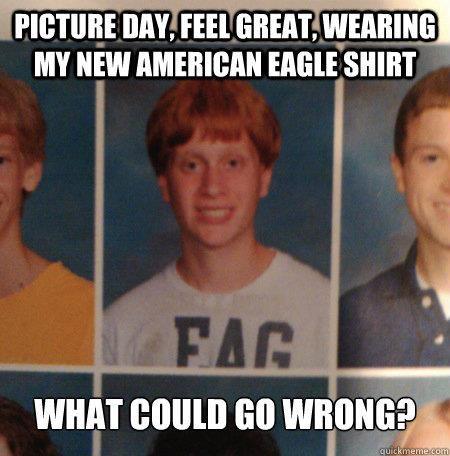 PICTURE DAY, FEEL GREAT, WEARING
MY NEW AMERICAN EAGLE SHIRT
FAG
WHAT COULD GO WRONG?
quickmeme.com